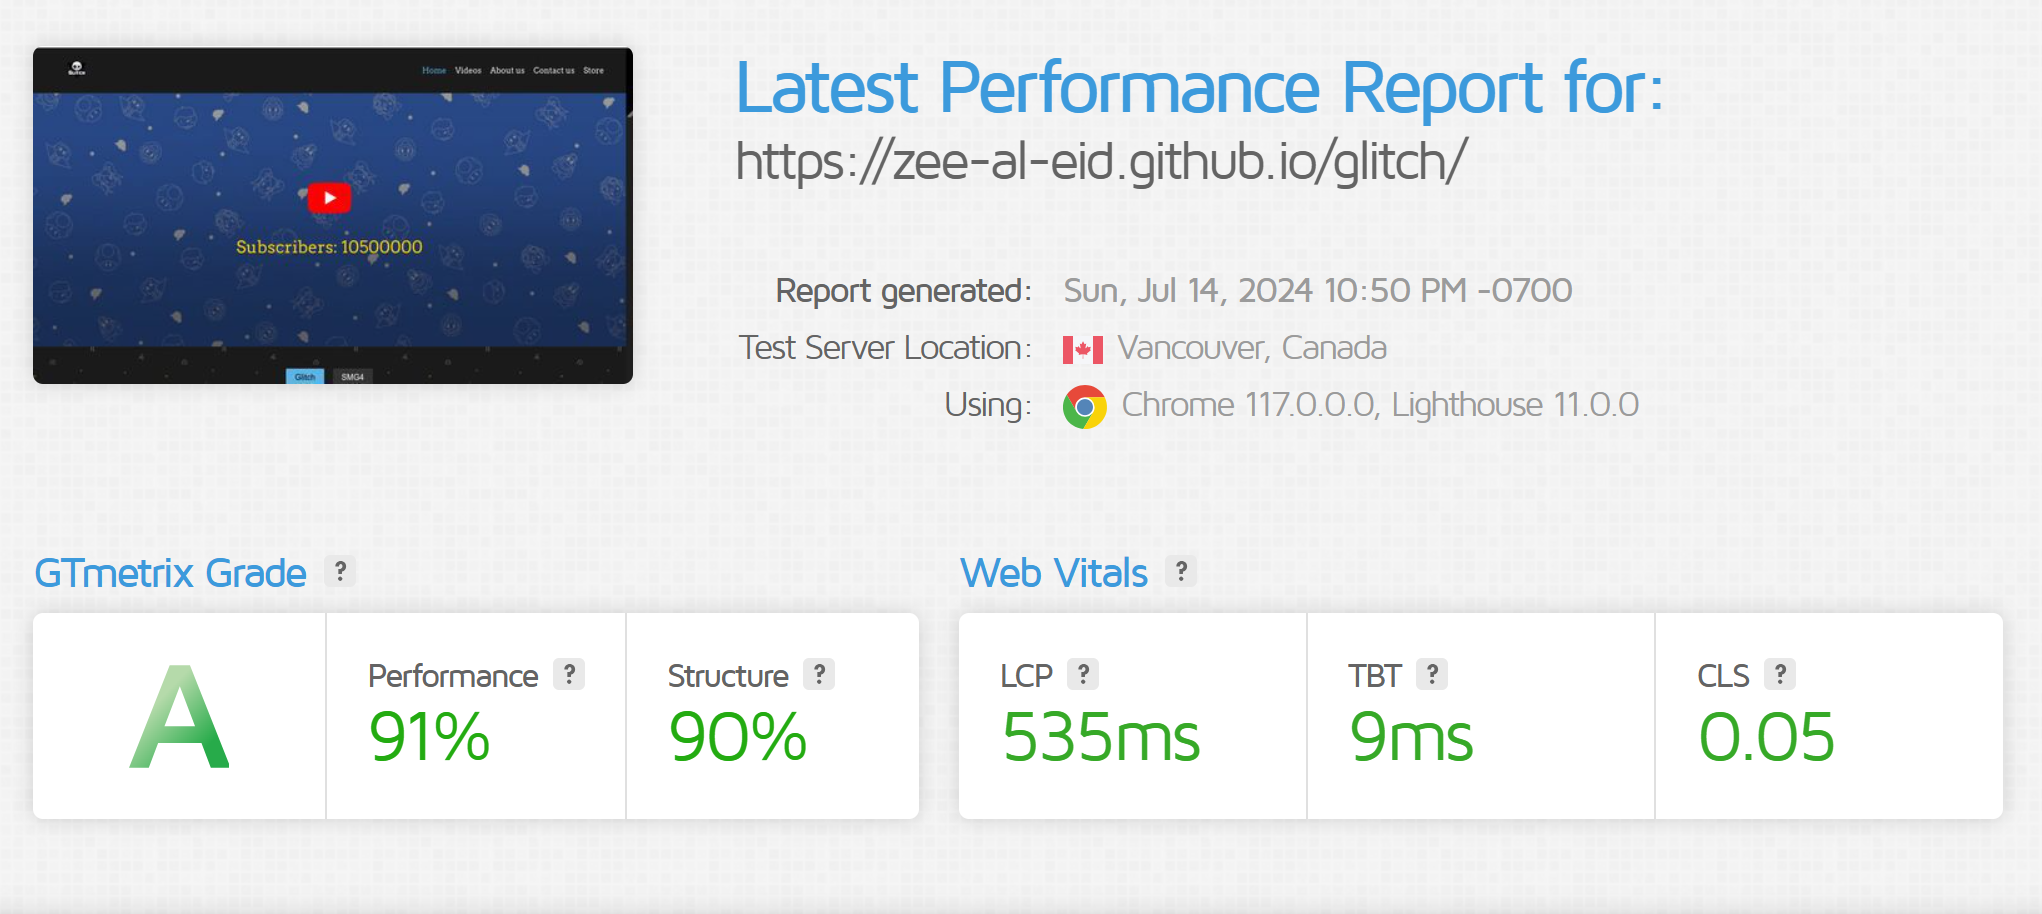 GLITCH
Home Videos About us Contact us Store
Subscribers: 10500000
Glitch SMG4
Latest Performance Report for:
https://zee-al-eid.github.io/glitch/
Report generated: Sun, Jul 14, 2024 10:50 PM -0700
Test Server Location: Vancouver, Canada
Using: Chrome 117.0.0.0, Lighthouse 11.0.0
GTmetrix Grade ?
A
Performance ?
91%
Structure ?
90%
Web Vitals ?
LCP ?
535ms
TBT ?
9ms
CLS ?
0.05